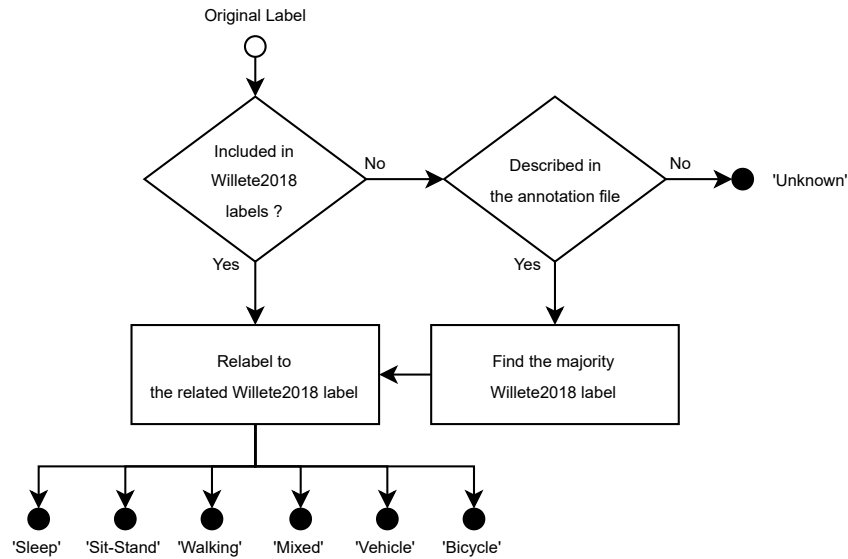 Original Label
Included in
Willete2018
labels ?
No
Described in
the annotation file
No
'Unknown'
Yes
Yes
Relabel to
the related Willete2018 label
Find the majority
Willete2018 label
'Sleep'
'Sit-Stand'
'Walking'
'Mixed'
'Vehicle'
'Bicycle'